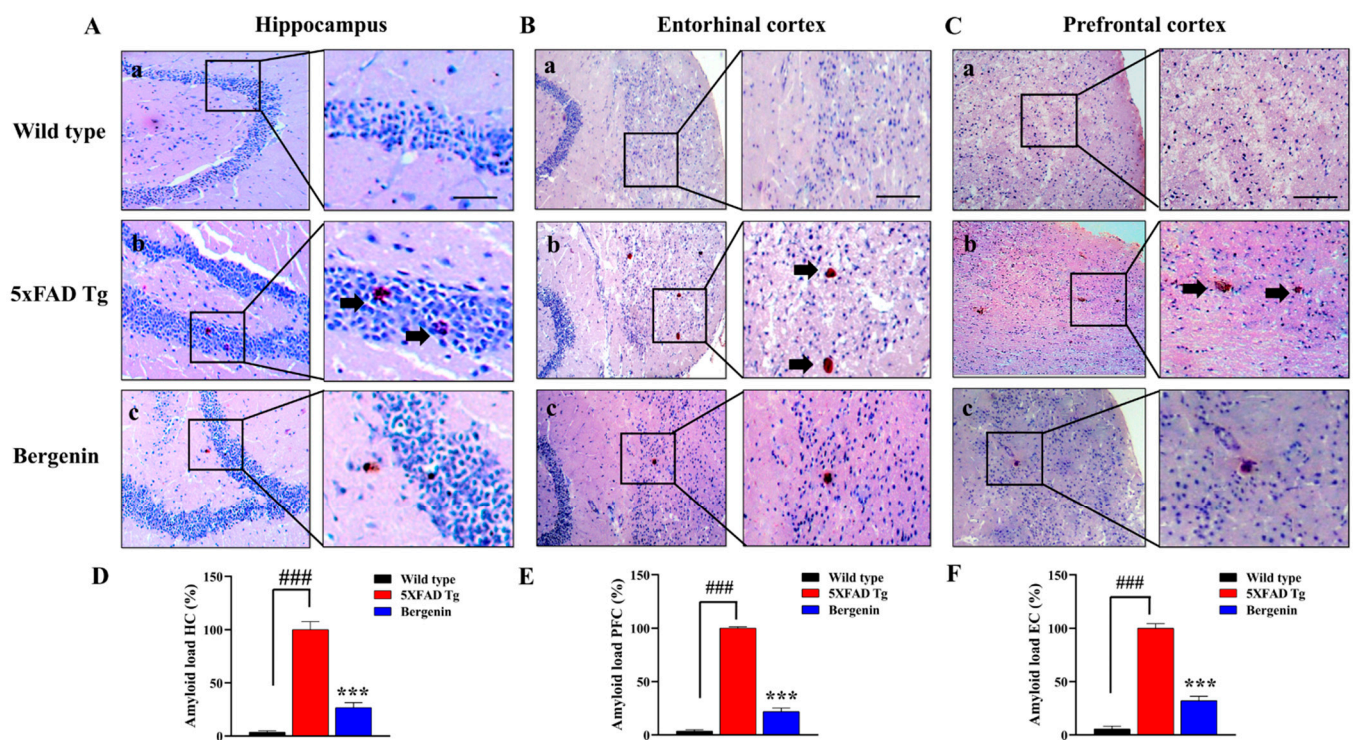 A Hippocampus
B Entorhinal cortex
C Prefrontal cortex
Wild type
a
a
a
5xFAD Tg
b
b
b
Bergenin
c
c
c
D
Amyloid load HC (%)
150
100
50
0
###
***
Wild type
5XFAD Tg
Bergenin
E
Amyloid load PFC (%)
150
100
50
0
###
***
Wild type
5XFAD Tg
Bergenin
F
Amyloid load EC (%)
150
100
50
0
###
***
Wild type
5XFAD Tg
Bergenin